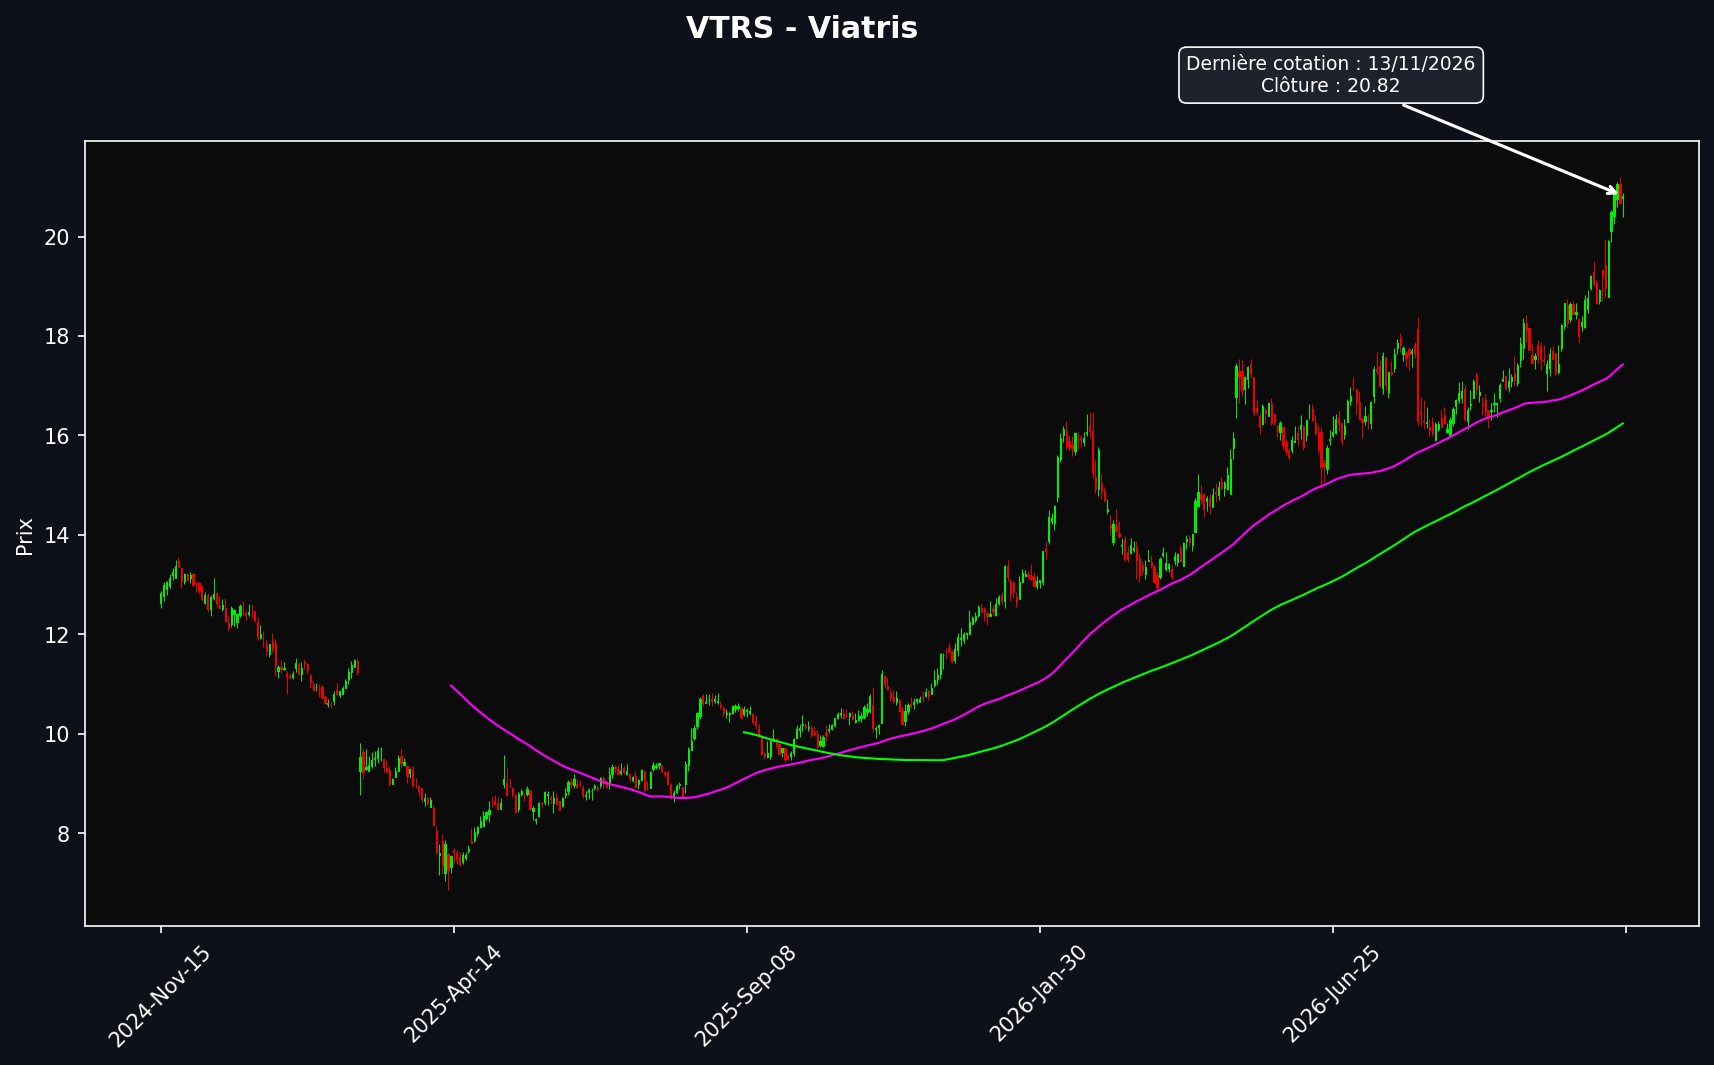 VTRS - Viatris
Dernière cotation : 13/11/2026
Clôture : 20.82
Prix
20
18
16
14
12
10
8
2024-Nov-15
2025-Apr-14
2025-Sep-08
2026-Jan-30
2026-Jun-25